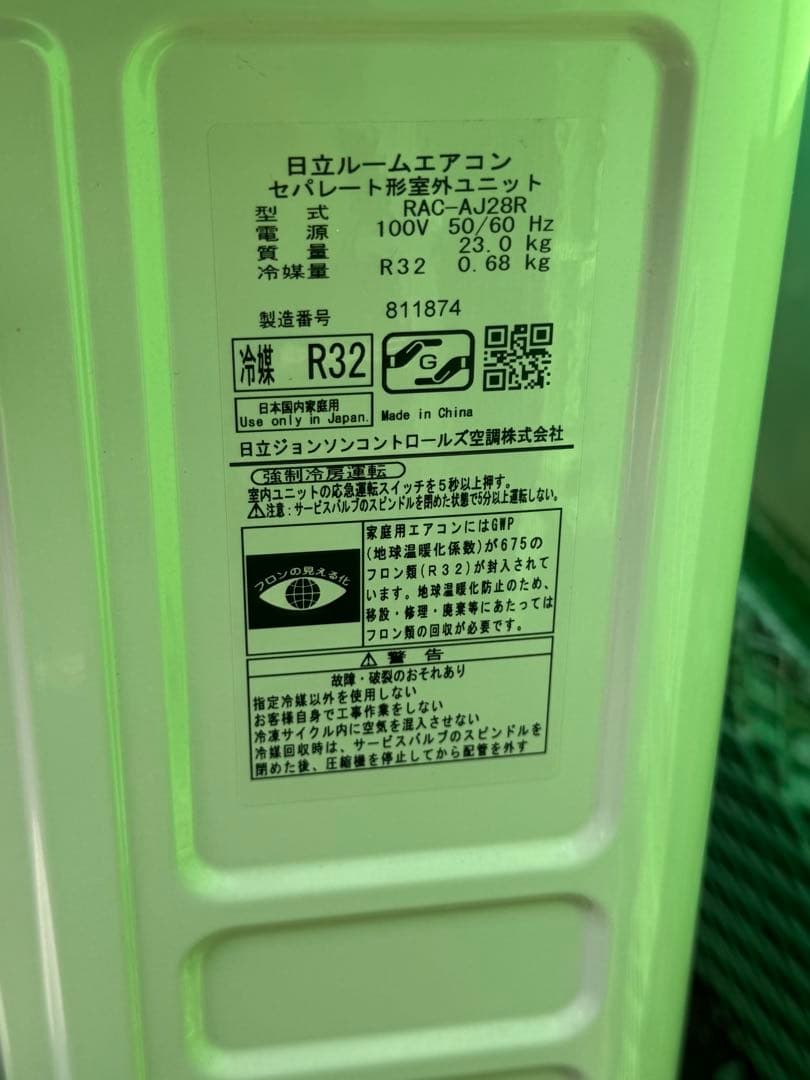 日立ルームエアコン
セパレート形室外ユニット
型式 RAC-AJ28R
電源 100V 50/60 Hz
質量 23.0 kg
冷媒量 R32 0.68 kg
製造番号 811874
冷媒 R32
G
日本国内家庭用
Use only in Japan.
Made in China
日立ジョンソンコントロールズ空調株式会社
強制冷房運転
室内ユニットの応急運転スイッチを5秒以上押す。
⚠注意:サービスバルブのスピンドルを閉めた状態で5分以上運転しない。
フロンの見える化
家庭用エアコンにはGWP
(地球温暖化係数)が675の
フロン類(R32)が封入されて
います。地球温暖化防止のため、
移設・修理・廃棄等にあたっては
フロン類の回収が必要です。
⚠警告
故障・破裂のおそれあり
指定冷媒以外を使用しない
お客様自身で工事作業をしない
冷凍サイクル内に空気を混入させない
冷媒回収時は、サービスバルブのスピンドルを
閉めた後、圧縮機を停止してから配管を外す